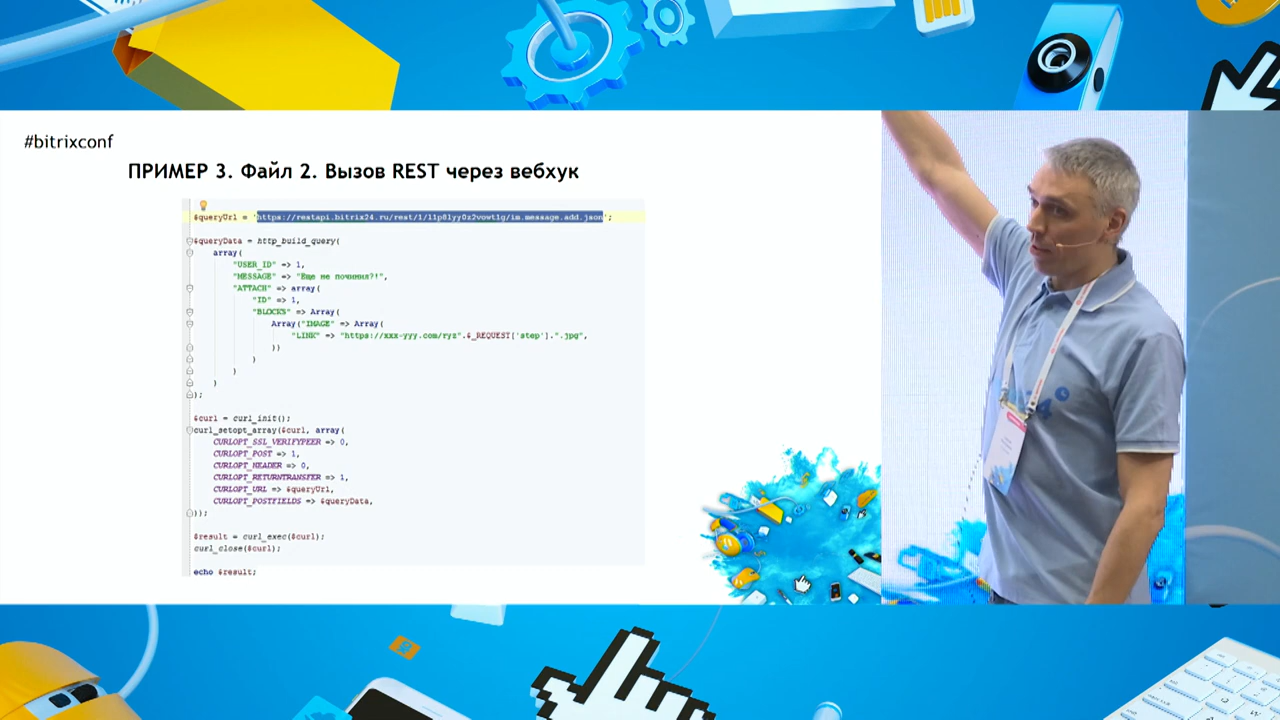 #bitrixconf
ПРИМЕР 3. Файл 2. Вызов REST через вебхук
$queryUrl = 'https://restapi.bitrix24.ru/rest/1/11p81yy0z2vowt1g/im.message.add.json';
$queryData = http_build_query(
array(
"USER_ID" => 1,
"MESSAGE" => "Еще не починил?!",
"ATTACH" => array(
"ID" => 1,
"BLOCKS" => Array(
Array("IMAGE" => Array(
"LINK" => "https://xxx-yyy.com/ryz".$_REQUEST['step'].".jpg",
))
)
)
)
);
$curl = curl_init();
curl_setopt_array($curl, array(
CURLOPT_SSL_VERIFYPEER => 0,
CURLOPT_POST => 1,
CURLOPT_HEADER => 0,
CURLOPT_RETURNTRANSFER => 1,
CURLOPT_URL => $queryUrl,
CURLOPT_POSTFIELDS => $queryData,
));
$result = curl_exec($curl);
curl_close($curl);
echo $result;
24